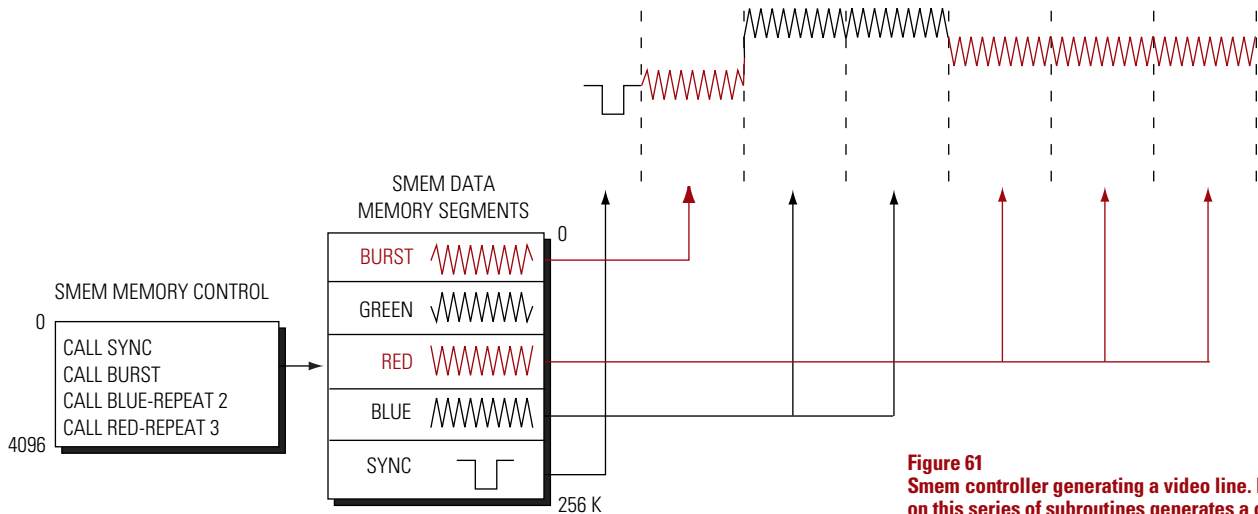 SMEM DATA
MEMORY SEGMENTS
0
BURST
GREEN
RED
BLUE
SYNC
256 K
SMEM MEMORY CONTROL
0
CALL SYNC
CALL BURST
CALL BLUE-REPEAT 2
CALL RED-REPEAT 3
4096
Figure 61
Smem controller generating a video line.
on this series of subroutines generates a